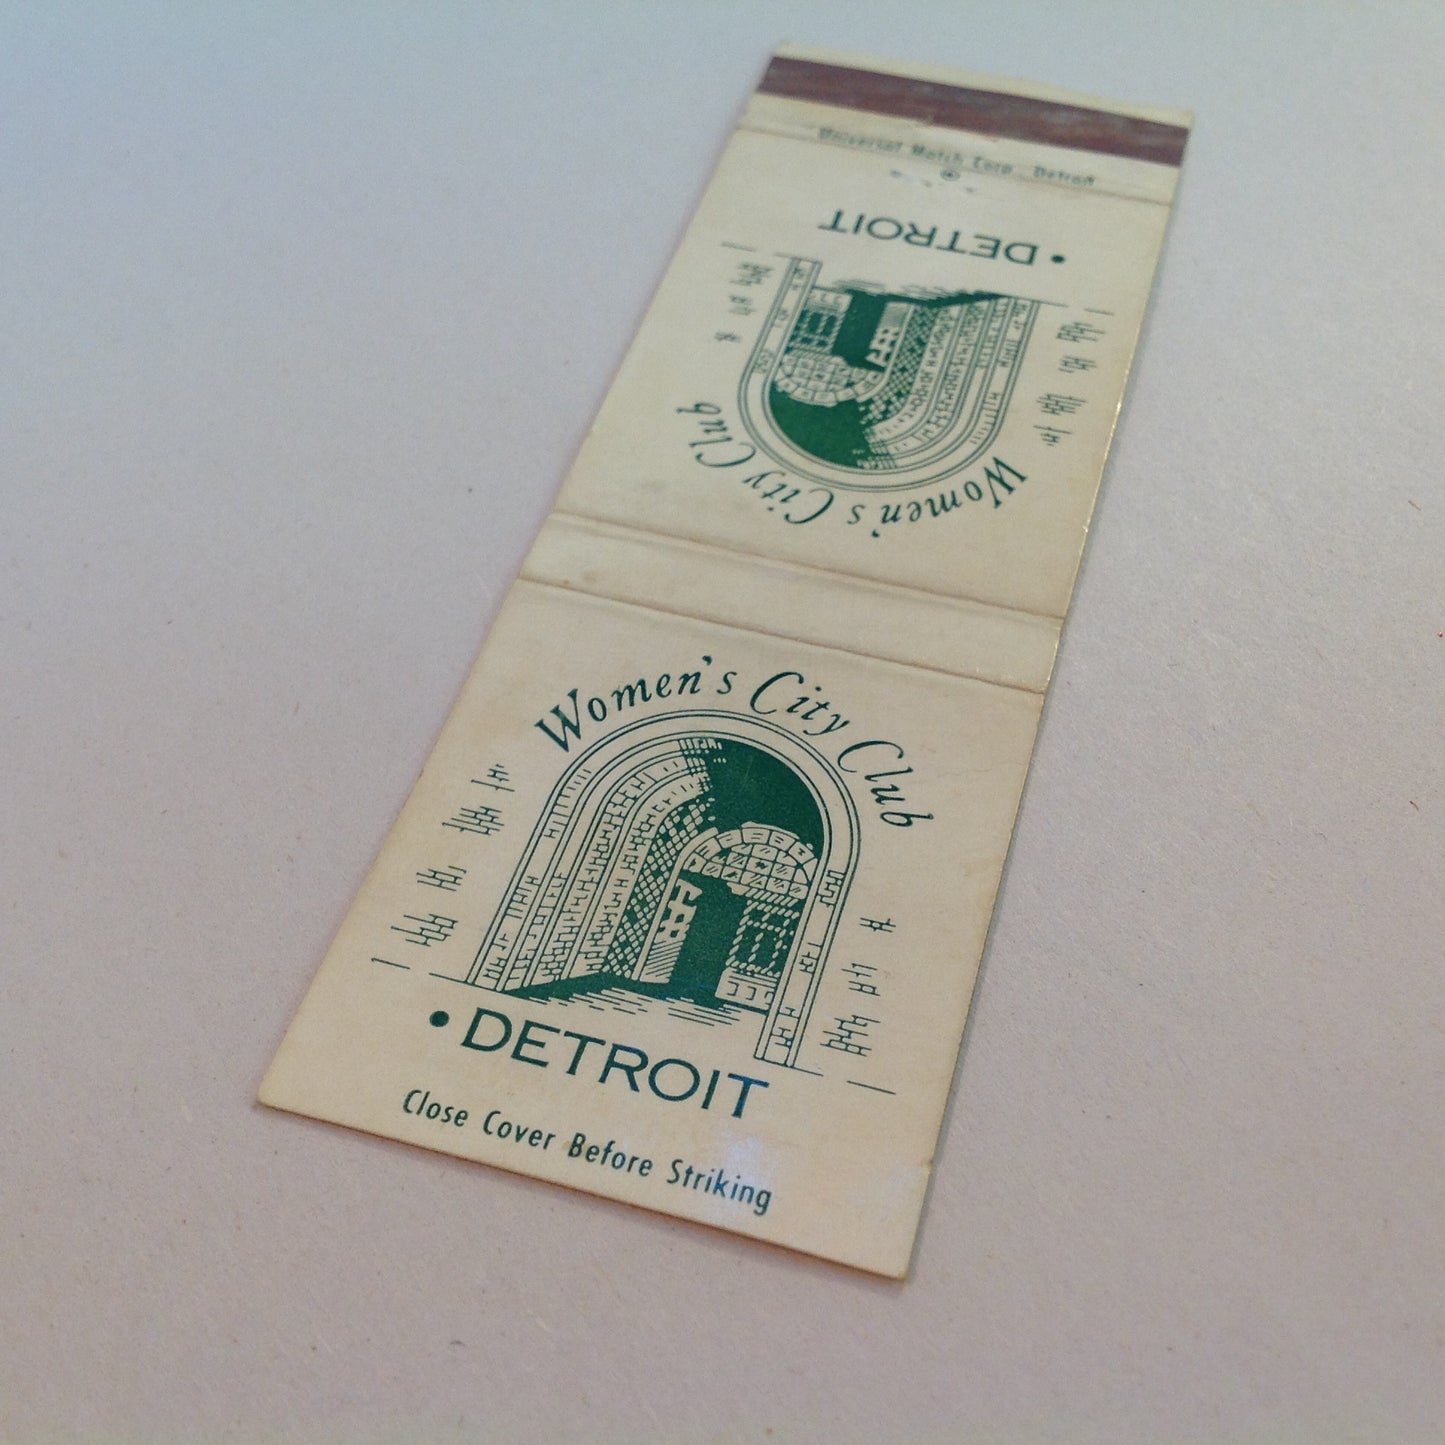 Universal Match Corp., Detroit
• DETROIT
Women's City Club
Women's City Club
• DETROIT
Close Cover Before Striking